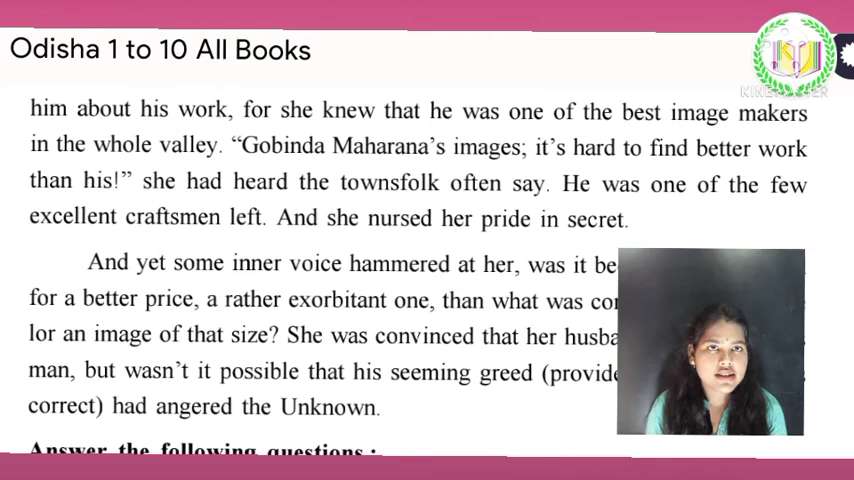 Odisha 1 to 10 All Books
KINEMASTER
him about his work, for she knew that he was one of the best image makers
in the whole valley. “Gobinda Maharana’s images; it’s hard to find better work
than his!” she had heard the townsfolk often say. He was one of the few
excellent craftsmen left. And she nursed her pride in secret.
And yet some inner voice hammered at her, was it be
for a better price, a rather exorbitant one, than what was co
lor an image of that size? She was convinced that her husba
man, but wasn’t it possible that his seeming greed (provide
correct) had angered the Unknown.
Answer the following questions :